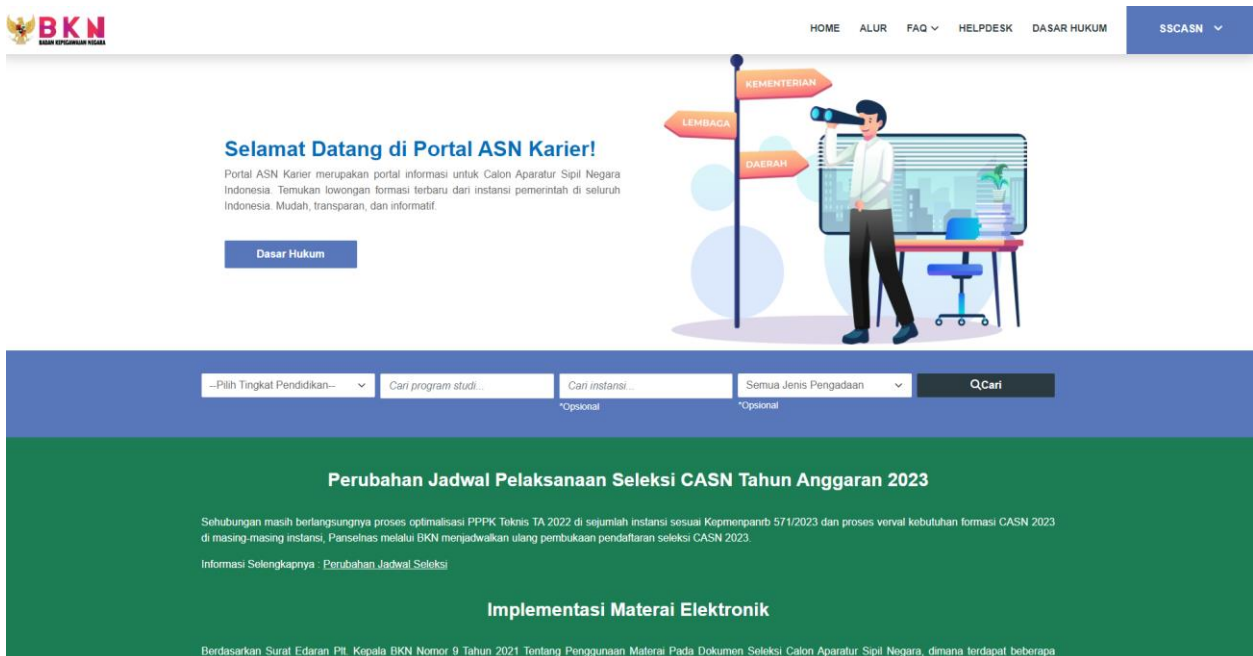 BKN
BADAN KEPEGAWAIAN NEGARA
HOME ALUR FAQ HELPDESK DASAR HUKUM SSCASN
KEMENTERIAN
LEMBAGA
DAERAH
Selamat Datang di Portal ASN Karier!
Portal ASN Karier merupakan portal informasi untuk Calon Aparatur Sipil Negara
Indonesia. Temukan lowongan formasi terbaru dari instansi pemerintah di seluruh
Indonesia. Mudah, transparan, dan informatif.
Dasar Hukum
--Pilih Tingkat Pendidikan-- Cari program studi... Cari instansi... Semua Jenis Pengadaan Cari
*Opsional *Opsional
Perubahan Jadwal Pelaksanaan Seleksi CASN Tahun Anggaran 2023
Sehubungan masih berlangsungnya proses optimalisasi PPPK Teknis TA 2022 di sejumlah instansi sesuai Kepmenpanrb 571/2023 dan proses verval kebutuhan formasi CASN 2023
di masing-masing instansi, Panselnas melalui BKN menjadwalkan ulang pembukaan pendaftaran seleksi CASN 2023.
Informasi Selengkapnya : Perubahan Jadwal Seleksi
Implementasi Materai Elektronik
Berdasarkan Surat Edaran Plt. Kepala BKN Nomor 9 Tahun 2021 Tentang Penggunaan Materai Pada Dokumen Seleksi Calon Aparatur Sipil Negara, dimana terdapat beberapa